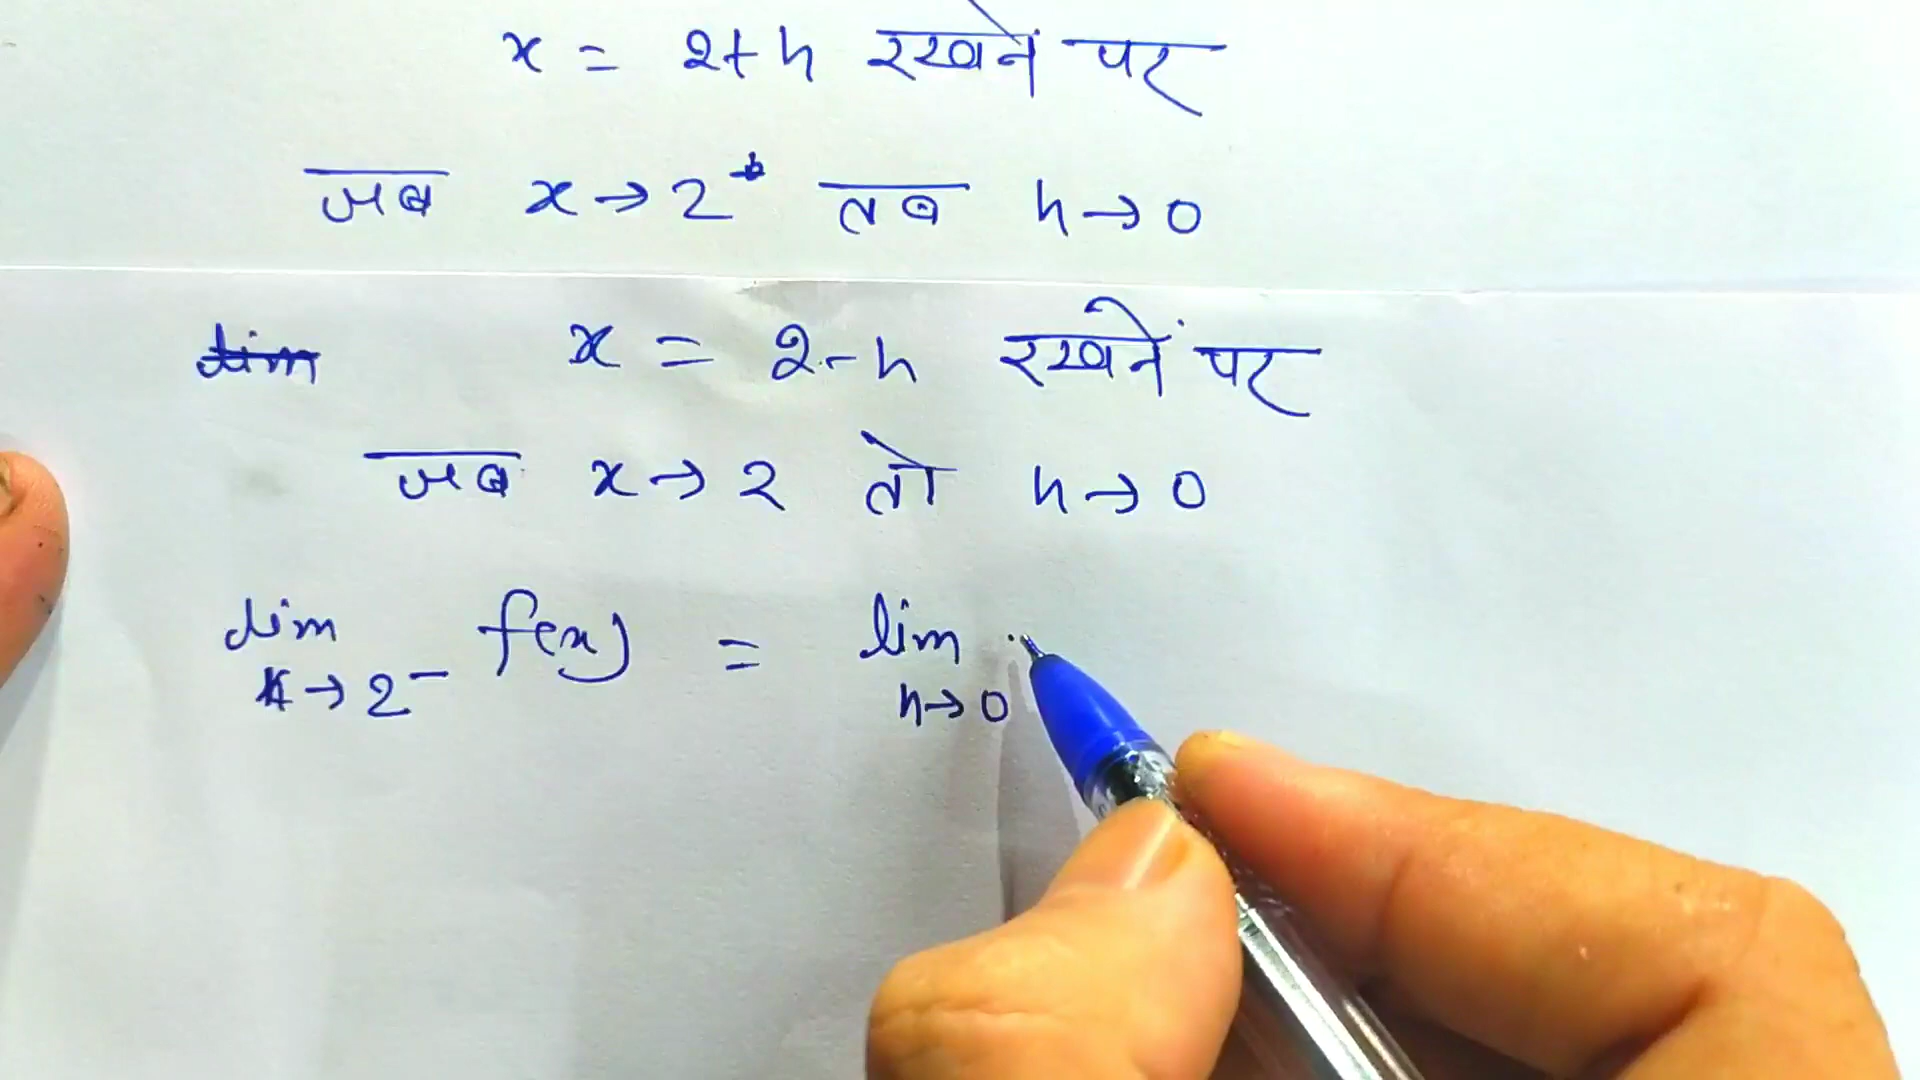 x = 2+h रखने पर
जब x→2⁺ तब h→0
lim x = 2-h रखनें पर
जब x→2 तो h→0
lim f(x) = lim
x→2⁻ h→0